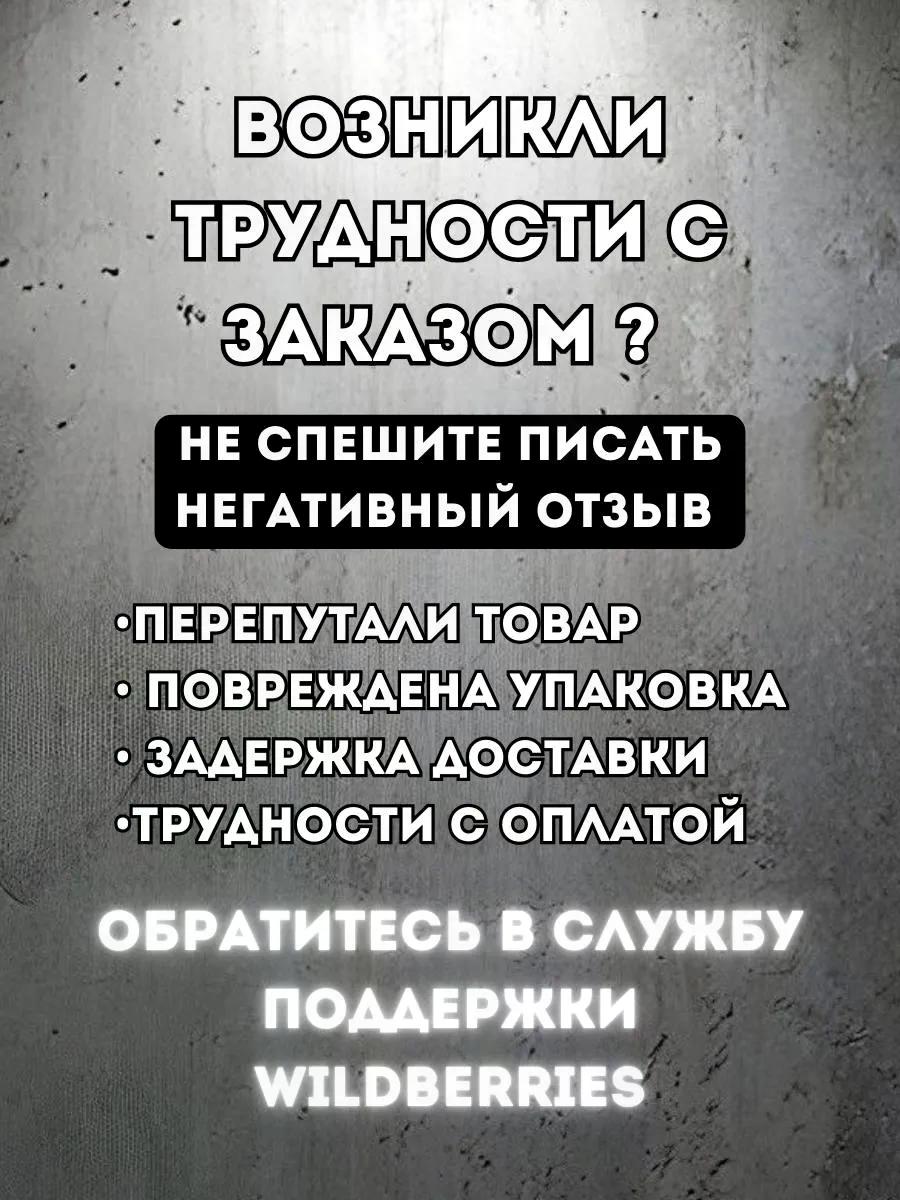 ВОЗНИКЛИ
ТРУДНОСТИ С
ЗАКАЗОМ ?
НЕ СПЕШИТЕ ПИСАТЬ
НЕГАТИВНЫЙ ОТЗЫВ
•ПЕРЕПУТАЛИ ТОВАР
• ПОВРЕЖДЕНА УПАКОВКА
• ЗАДЕРЖКА ДОСТАВКИ
•ТРУДНОСТИ С ОПЛАТОЙ
ОБРАТИТЕСЬ В СЛУЖБУ
ПОДДЕРЖКИ
WILDBERRIES